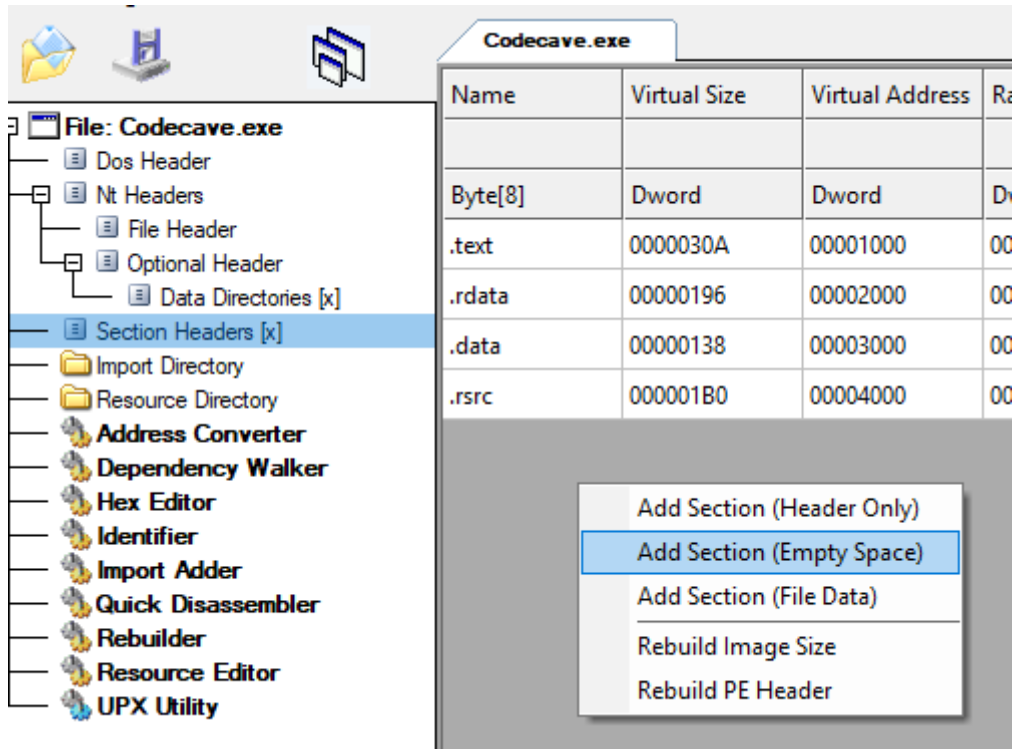 Codecave.exe
Name Virtual Size Virtual Address
Byte[8] Dword Dword
.text 0000030A 00001000 00
.rdata 00000196 00002000 00
.data 00000138 00003000 00
.rsrc 000001B0 00004000 00
File: Codecave.exe
Dos Header
Nt Headers
File Header
Optional Header
Data Directories [x]
Section Headers [x]
Import Directory
Resource Directory
Address Converter
Dependency Walker
Hex Editor
Identifier
Import Adder
Quick Disassembler
Rebuilder
Resource Editor
UPX Utility
Add Section (Header Only)
Add Section (Empty Space)
Add Section (File Data)
Rebuild Image Size
Rebuild PE Header